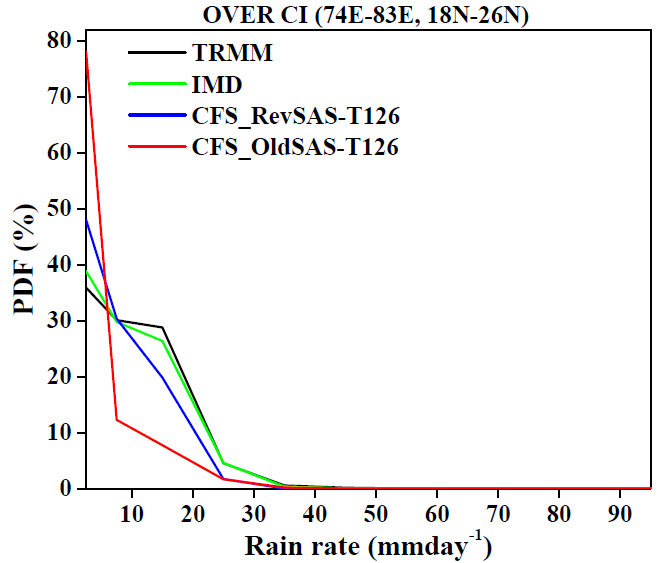 OVER CI (74E-83E, 18N-26N)
TRMM
IMD
CFS_RevSAS-T126
CFS_OldSAS-T126
PDF (%)
80
70
60
50
40
30
20
10
0
10 20 30 40 50 60 70 80 90
Rain rate (mmday⁻¹)